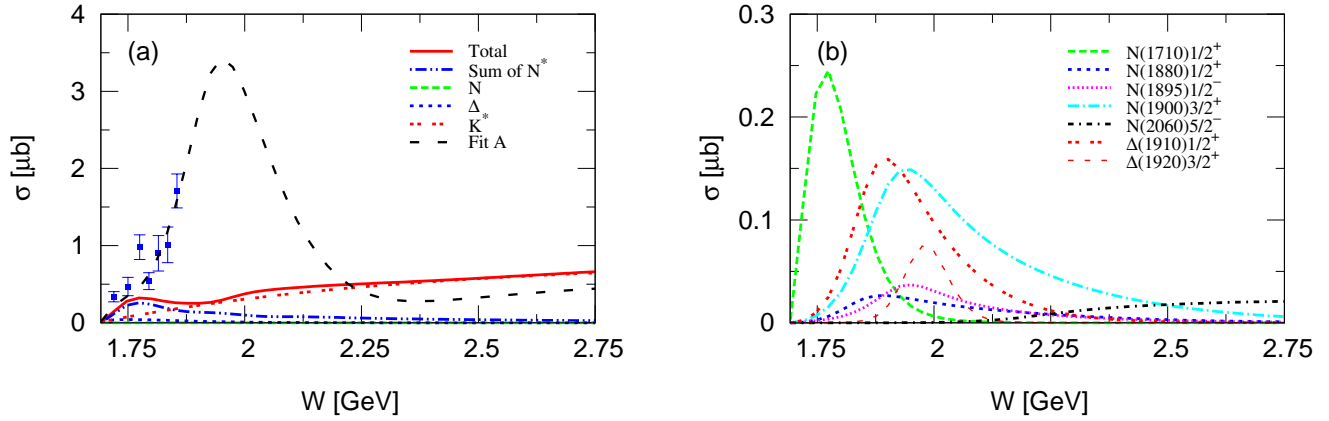 (a)
σ [μb]
4
3
2
1
0
1.75
2
2.25
2.5
2.75
W [GeV]
Total
Sum of N*
N
Δ
K*
Fit A
(b)
σ [μb]
0.3
0.2
0.1
0
1.75
2
2.25
2.5
2.75
W [GeV]
N(1710)1/2⁺
N(1880)1/2⁺
N(1895)1/2⁻
N(1900)3/2⁺
N(2060)5/2⁻
Δ(1910)1/2⁺
Δ(1920)3/2⁺